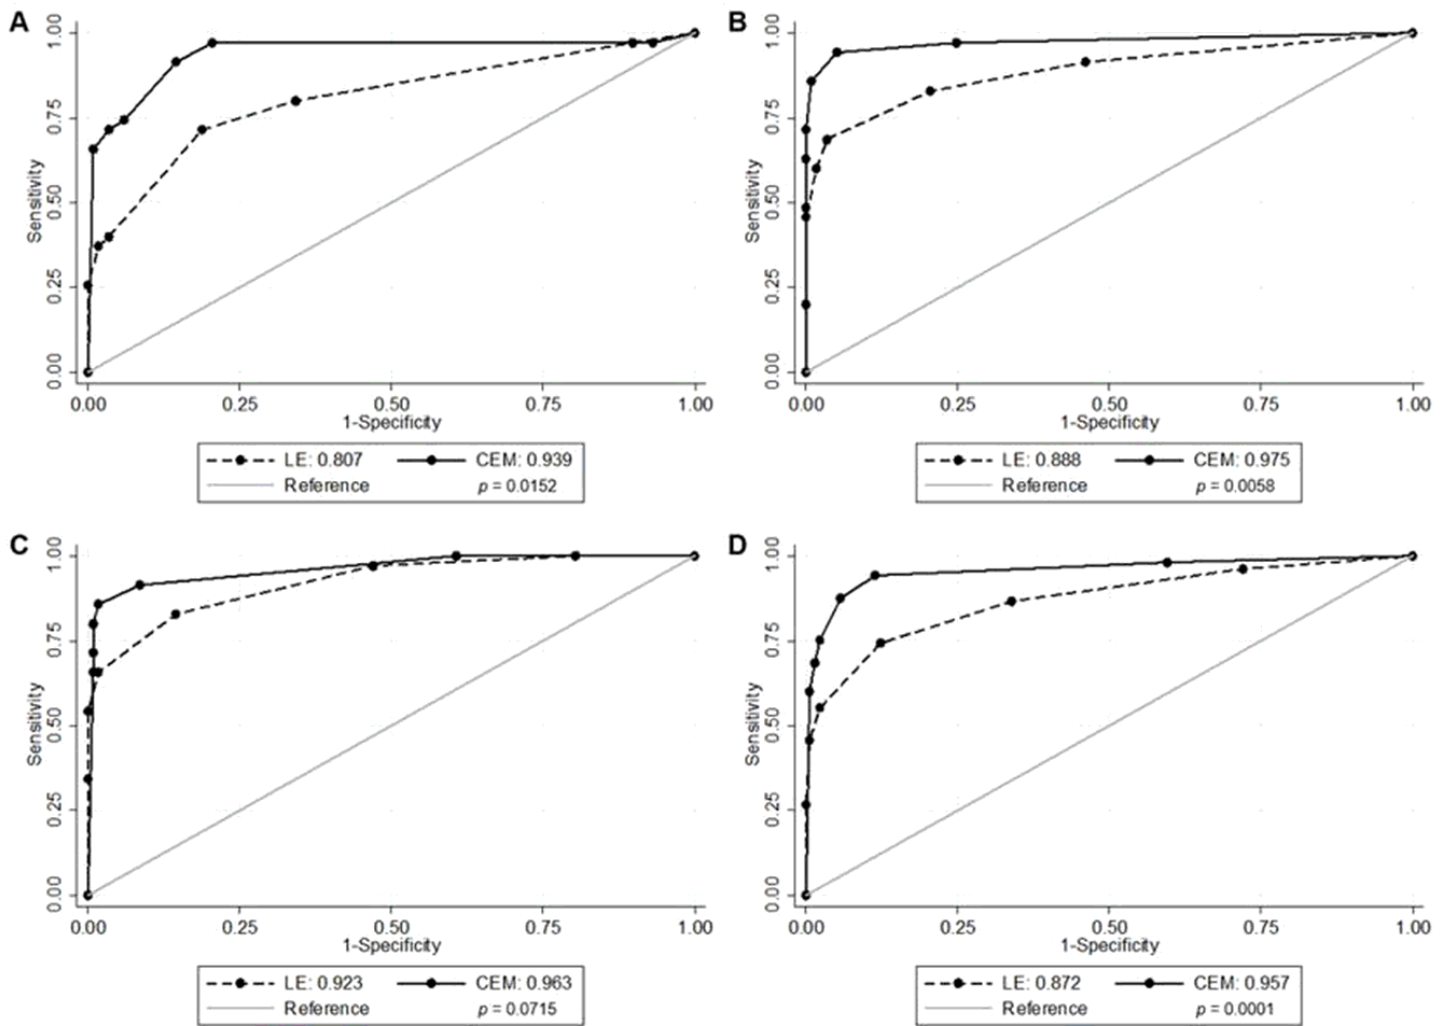 A
Sensitivity
1.00
0.75
0.50
0.25
0.00
0.00 0.25 0.50 0.75 1.00
1-Specificity
LE: 0.807 CEM: 0.939
Reference p = 0.0152
B
Sensitivity
1.00
0.75
0.50
0.25
0.00
0.00 0.25 0.50 0.75 1.00
1-Specificity
LE: 0.888 CEM: 0.975
Reference p = 0.0058
C
Sensitivity
1.00
0.75
0.50
0.25
0.00
0.00 0.25 0.50 0.75 1.00
1-Specificity
LE: 0.923 CEM: 0.963
Reference p = 0.0715
D
Sensitivity
1.00
0.75
0.50
0.25
0.00
0.00 0.25 0.50 0.75 1.00
1-Specificity
LE: 0.872 CEM: 0.957
Reference p = 0.0001